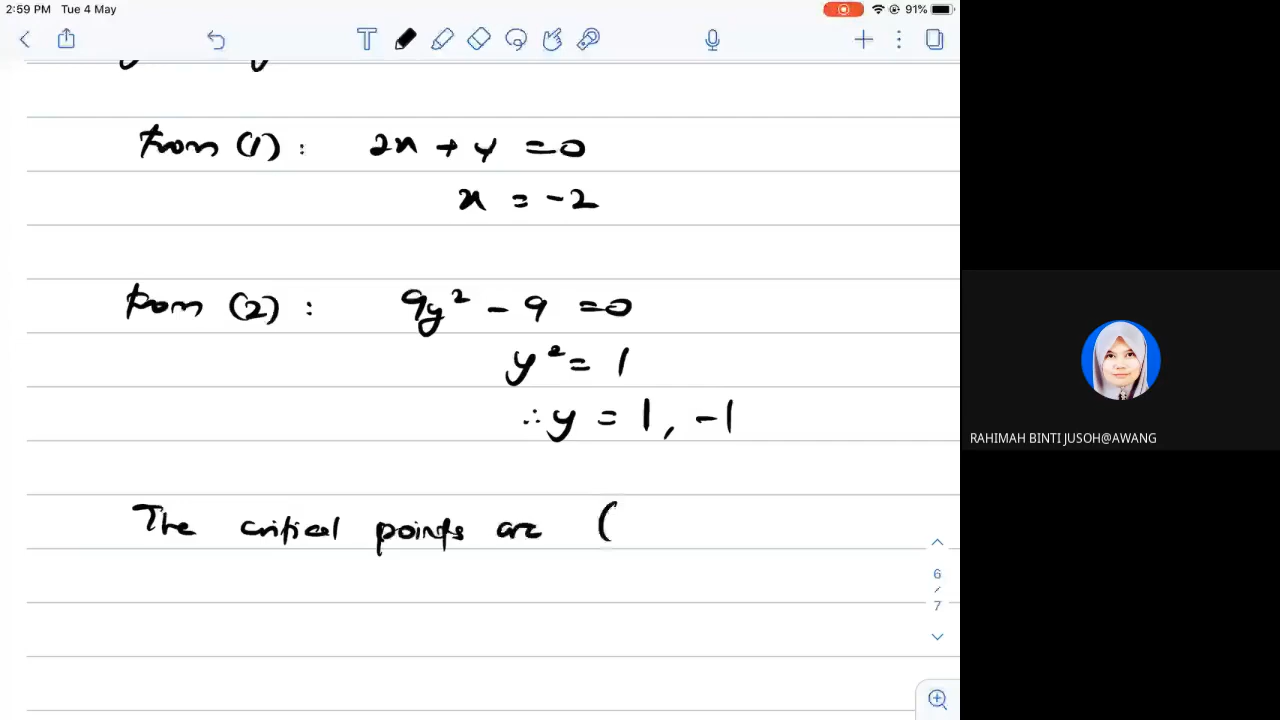 2:59 PM Tue 4 May
91%
from (1) : 2x + 4 = 0
x = -2
from (2) : 9y² - 9 = 0
y² = 1
∴ y = 1, -1
The critical points are (
6
/
7
RAHIMAH BINTI JUSOH@AWANG